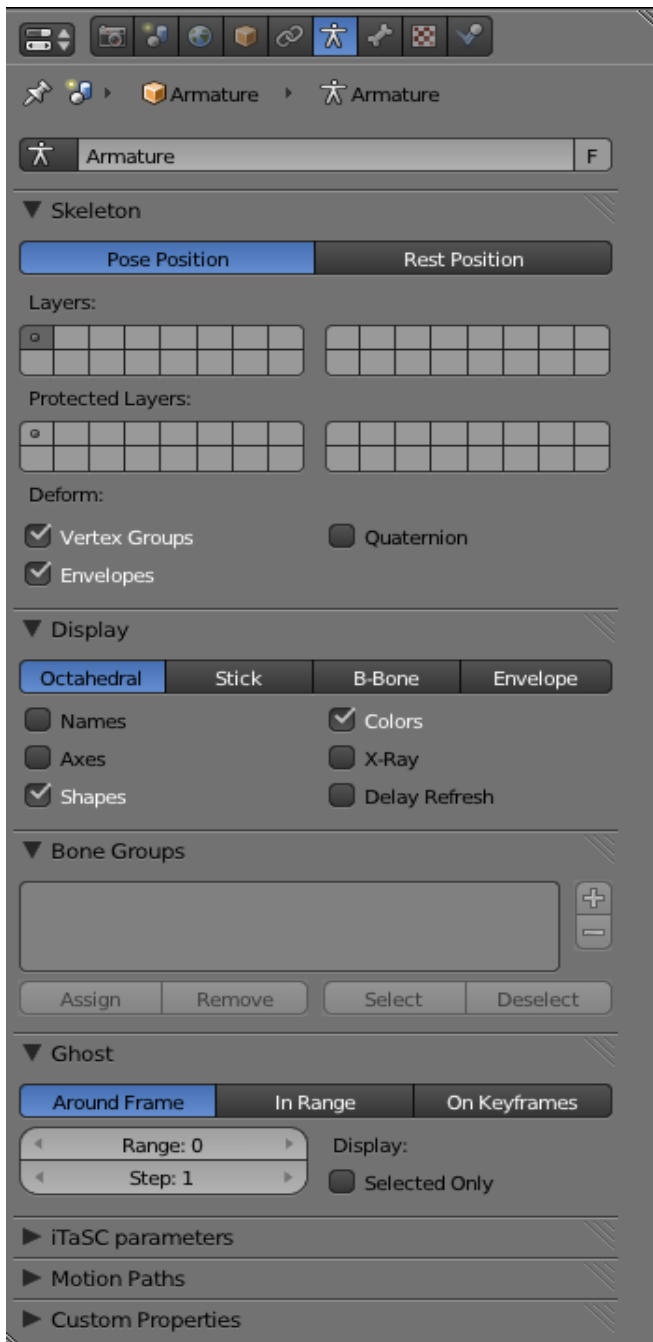 Armature Armature
Armature F
Skeleton
Pose Position Rest Position
Layers:
Protected Layers:
Deform:
Vertex Groups Quaternion
Envelopes
Display
Octahedral Stick B-Bone Envelope
Names Colors
Axes X-Ray
Shapes Delay Refresh
Bone Groups
Assign Remove Select Deselect
Ghost
Around Frame In Range On Keyframes
Range: 0 Display:
Step: 1 Selected Only
iTaSC parameters
Motion Paths
Custom Properties